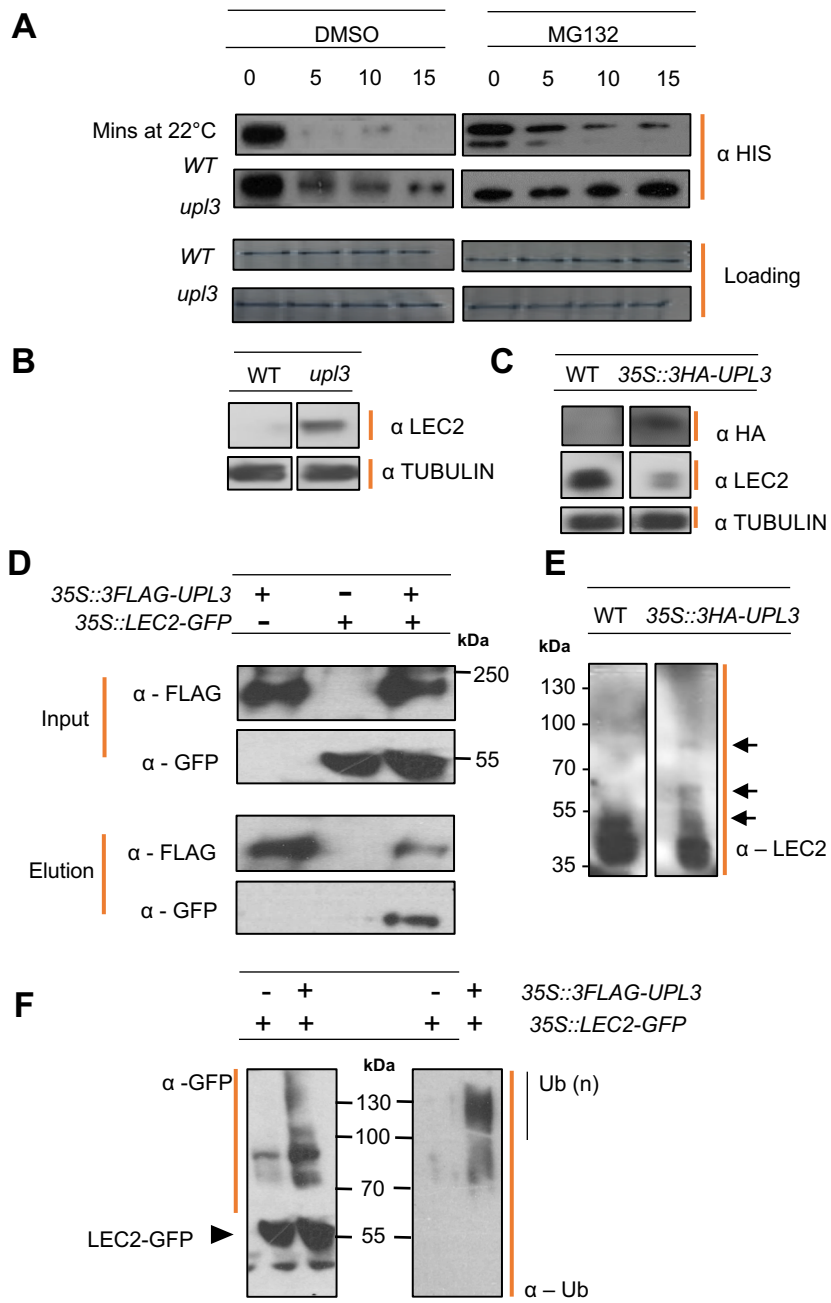 A
DMSO MG132
0 5 10 15 0 5 10 15
Mins at 22°C
WT
upl3
α HIS
WT
upl3
Loading
B
WT upl3
α LEC2
α TUBULIN
C
WT 35S::3HA-UPL3
α HA
α LEC2
α TUBULIN
D
35S::3FLAG-UPL3 + - +
35S::LEC2-GFP - + +
kDa
Input
α - FLAG
250
α - GFP
55
Elution
α - FLAG
α - GFP
E
WT 35S::3HA-UPL3
kDa
130
100
70
55
35
α – LEC2
F
- + - + 35S::3FLAG-UPL3
+ + + + 35S::LEC2-GFP
α -GFP
kDa
130
100
70
55
LEC2-GFP
Ub (n)
α – Ub